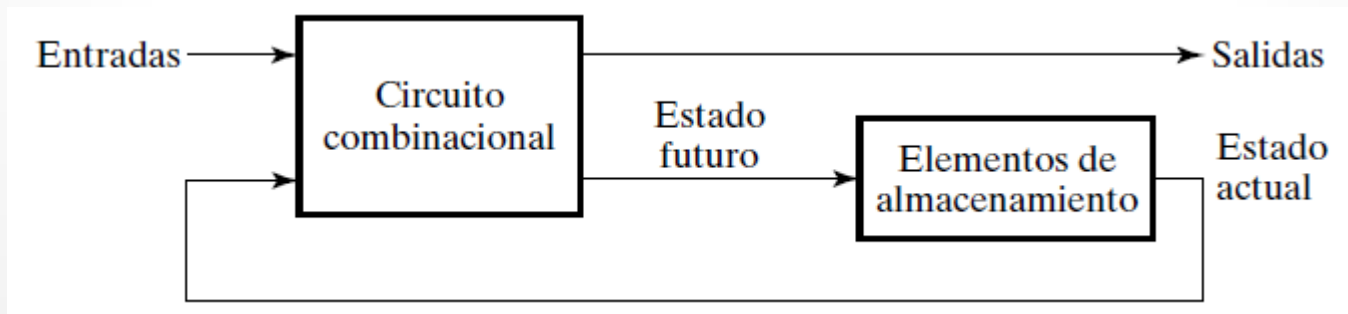 Entradas
Circuito
combinacional
Salidas
Estado
futuro
Elementos de
almacenamiento
Estado
actual